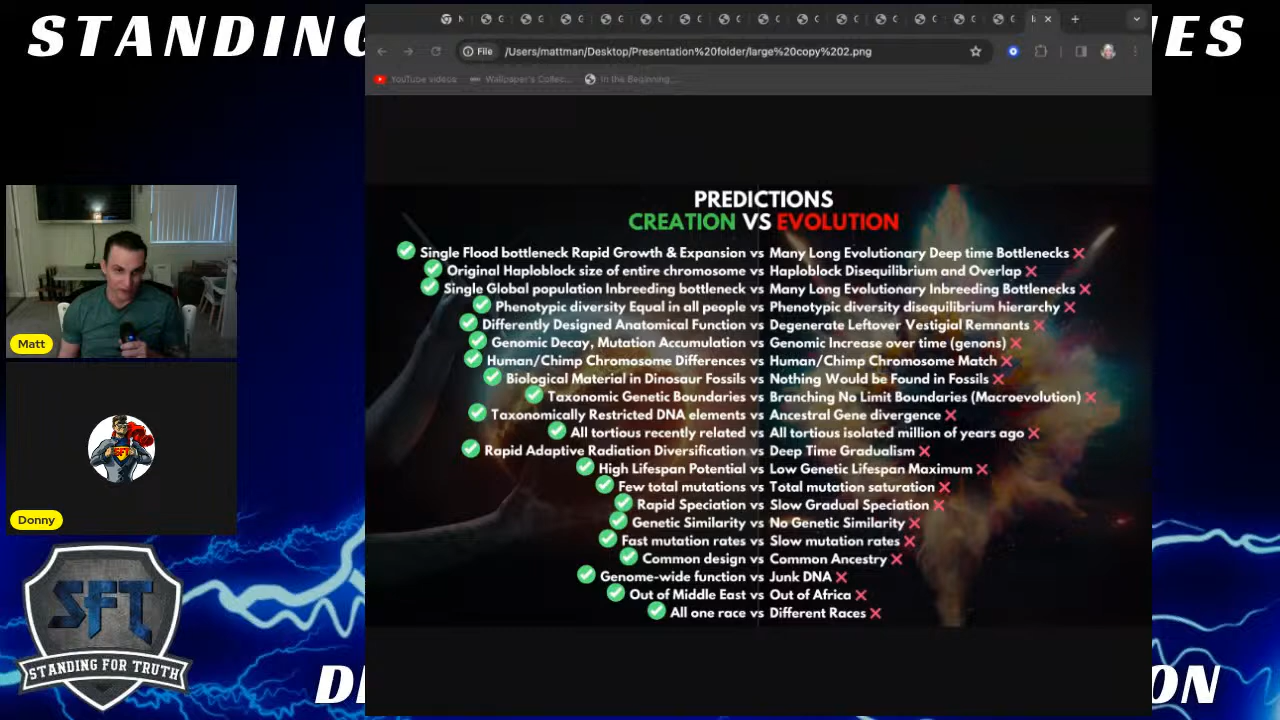 STANDING
IES
/Users/mattman/Desktop/Presentation%20folder/large%20copy%202.png
File
YouTube videos
Wallpaper's Collec...
In the Beginning...
PREDICTIONS
CREATION VS EVOLUTION
Single Flood bottleneck Rapid Growth & Expansion vs Many Long Evolutionary Deep time Bottlenecks
Original Haploblock size of entire chromosome vs Haploblock Disequilibrium and Overlap
Single Global population Inbreeding bottleneck vs Many Long Evolutionary Inbreeding Bottlenecks
Phenotypic diversity Equal in all people vs Phenotypic diversity disequilibrium hierarchy
Differently Designed Anatomical Function vs Degenerate Leftover Vestigial Remnants
Genomic Decay, Mutation Accumulation vs Genomic Increase over time (genons)
Human/Chimp Chromosome Differences vs Human/Chimp Chromosome Match
Biological Material in Dinosaur Fossils vs Nothing Would be Found in Fossils
Taxonomic Genetic Boundaries vs Branching No Limit Boundaries (Macroevolution)
Taxonomically Restricted DNA elements vs Ancestral Gene divergence
All tortious recently related vs All tortious isolated million of years ago
Rapid Adaptive Radiation Diversification vs Deep Time Gradualism
High Lifespan Potential vs Low Genetic Lifespan Maximum
Few total mutations vs Total mutation saturation
Rapid Speciation vs Slow Gradual Speciation
Genetic Similarity vs No Genetic Similarity
Fast mutation rates vs Slow mutation rates
Common design vs Common Ancestry
Genome-wide function vs Junk DNA
Out of Middle East vs Out of Africa
All one race vs Different Races
Matt
SFT
Donny
SFT
STANDING FOR TRUTH
DI
ON